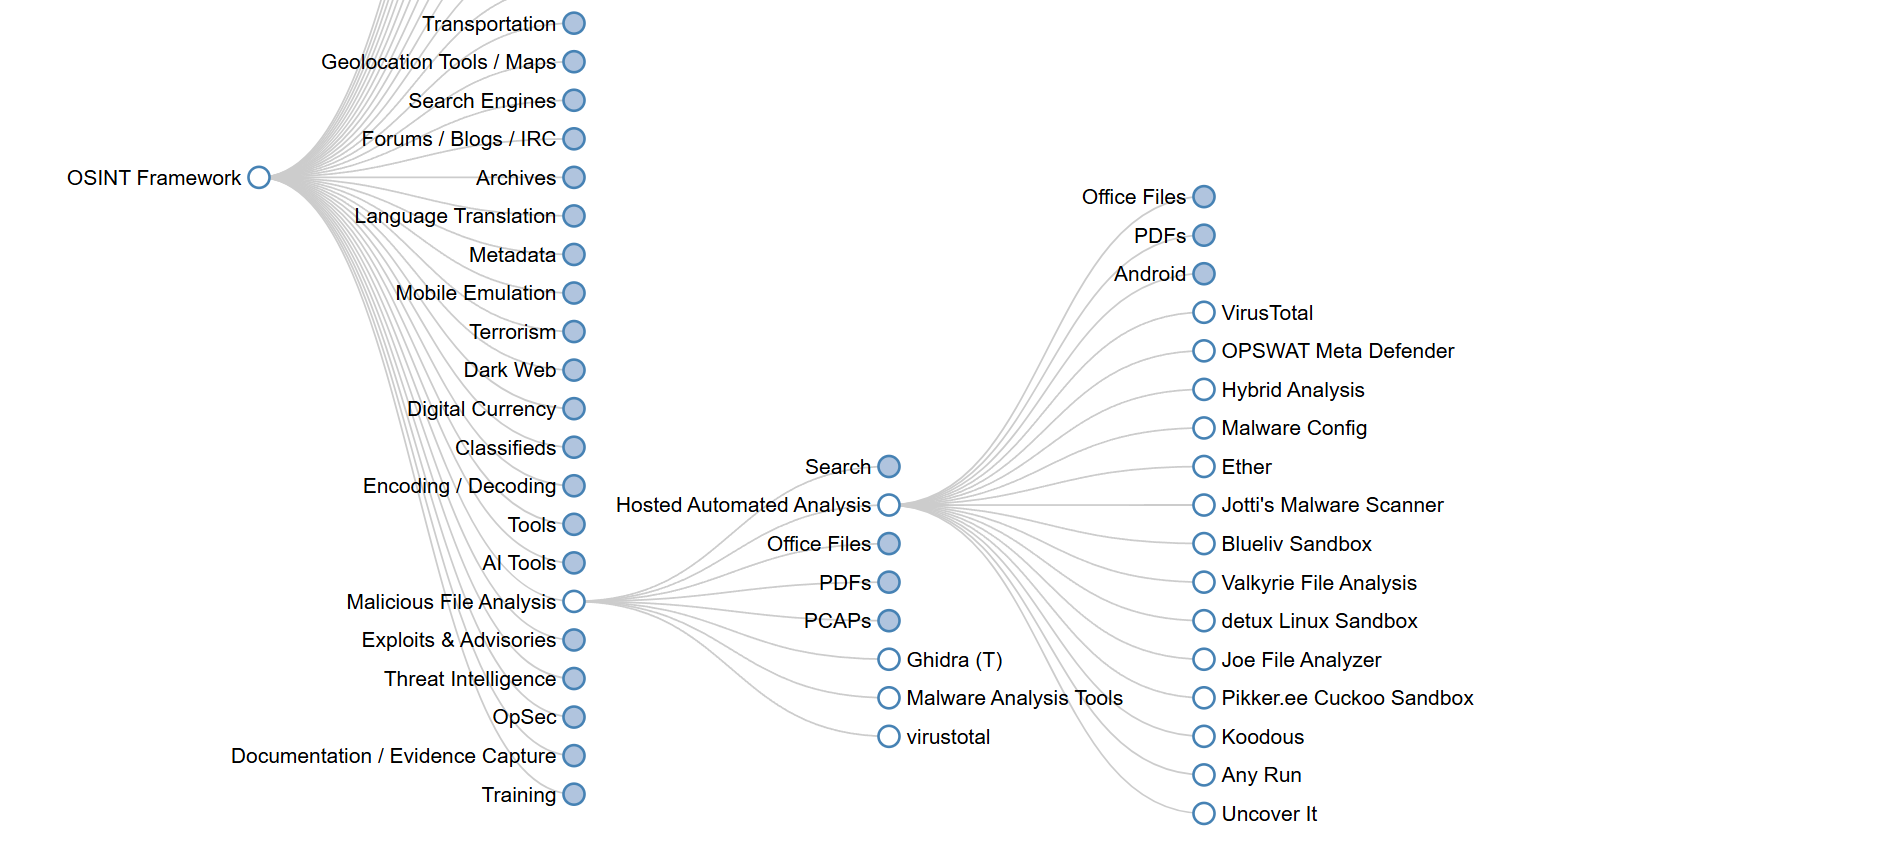 Transportation
Geolocation Tools / Maps
Search Engines
Forums / Blogs / IRC
OSINT Framework
Archives
Language Translation
Metadata
Mobile Emulation
Terrorism
Dark Web
Digital Currency
Classifieds
Encoding / Decoding
Tools
AI Tools
Malicious File Analysis
Exploits & Advisories
Threat Intelligence
OpSec
Documentation / Evidence Capture
Training
Search
Hosted Automated Analysis
Office Files
PDFs
PCAPs
Ghidra (T)
Malware Analysis Tools
virustotal
Office Files
PDFs
Android
VirusTotal
OPSWAT Meta Defender
Hybrid Analysis
Malware Config
Ether
Jotti's Malware Scanner
Blueliv Sandbox
Valkyrie File Analysis
detux Linux Sandbox
Joe File Analyzer
Pikker.ee Cuckoo Sandbox
Koodous
Any Run
Uncover It